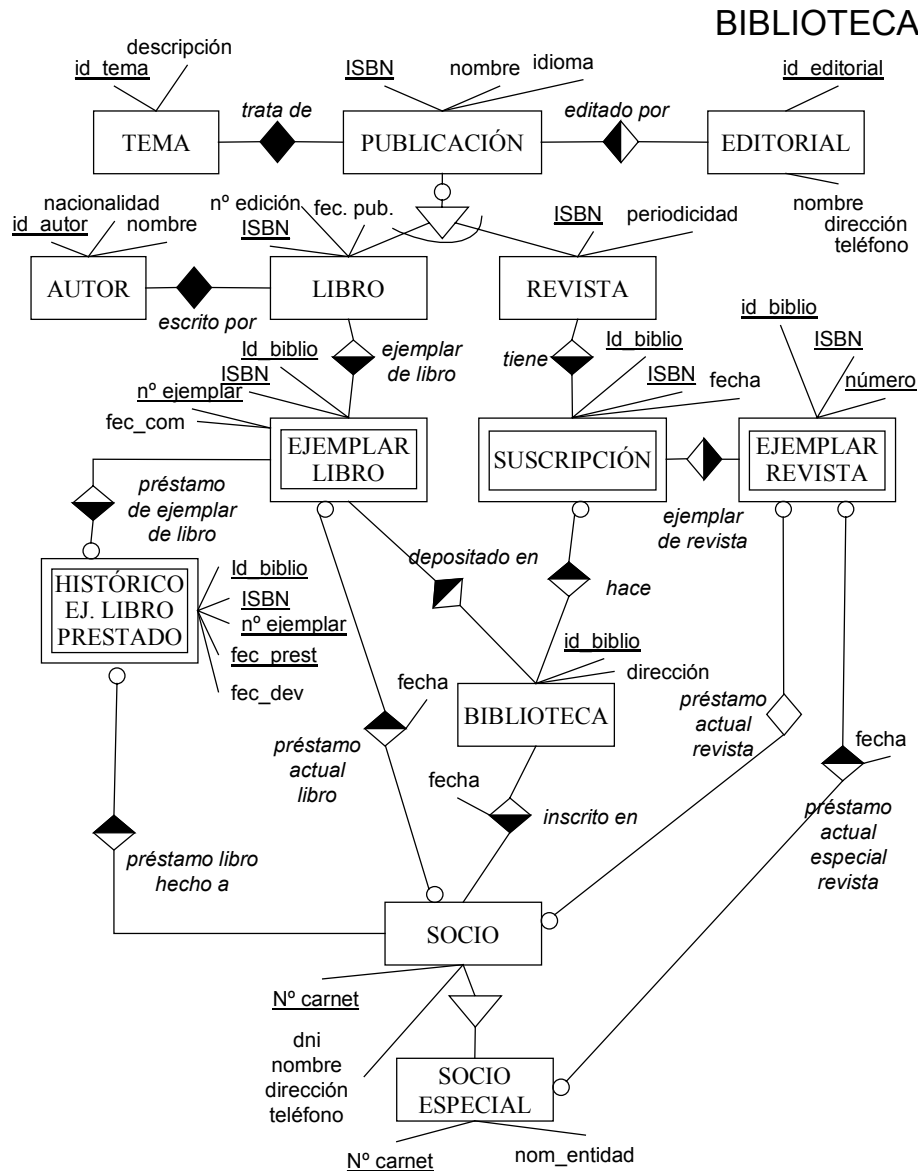 BIBLIOTECA
descripción
id_tema
trata de
TEMA
ISBN
nombre
idioma
PUBLICACIÓN
editado por
id_editorial
EDITORIAL
nombre
dirección
teléfono
nacionalidad
id_autor
nombre
AUTOR
escrito por
nº edición
fec. pub.
ISBN
LIBRO
ISBN
periodicidad
REVISTA
Id_biblio
ISBN
nº ejemplar
fec_com
ejemplar
de libro
EJEMPLAR
LIBRO
tiene
Id_biblio
ISBN
fecha
SUSCRIPCIÓN
id_biblio
ISBN
número
EJEMPLAR
REVISTA
ejemplar
de revista
préstamo
de ejemplar
de libro
HISTÓRICO
EJ. LIBRO
PRESTADO
Id_biblio
ISBN
nº ejemplar
fec_prest
fec_dev
depositado en
hace
id_biblio
dirección
BIBLIOTECA
fecha
préstamo
actual
libro
fecha
inscrito en
préstamo
actual
revista
fecha
préstamo
actual
especial
revista
préstamo libro
hecho a
SOCIO
Nº carnet
dni
nombre
dirección
teléfono
SOCIO
ESPECIAL
Nº carnet
nom_entidad